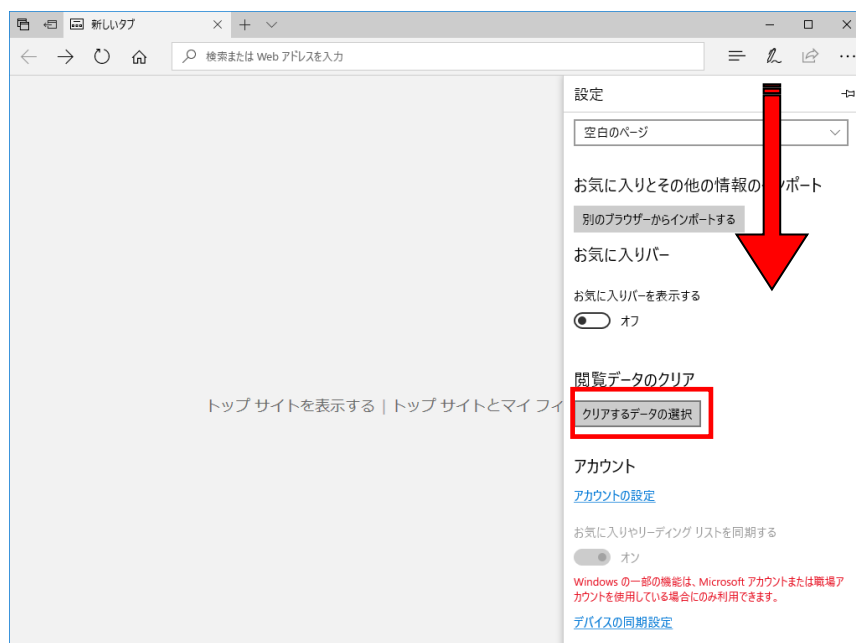 新しいタブ
検索または Web アドレスを入力
設定
空白のページ
お気に入りとその他の情報の ンポート
別のブラウザーからインポートする
お気に入りバー
お気に入りバーを表示する
オフ
閲覧データのクリア
トップ サイトを表示する | トップ サイトとマイ フィ
クリアするデータの選択
アカウント
アカウントの設定
お気に入りやリーディング リストを同期する
オン
Windows の一部の機能は、Microsoft アカウントまたは職場ア
カウントを使用している場合にのみ利用できます。
デバイスの同期設定